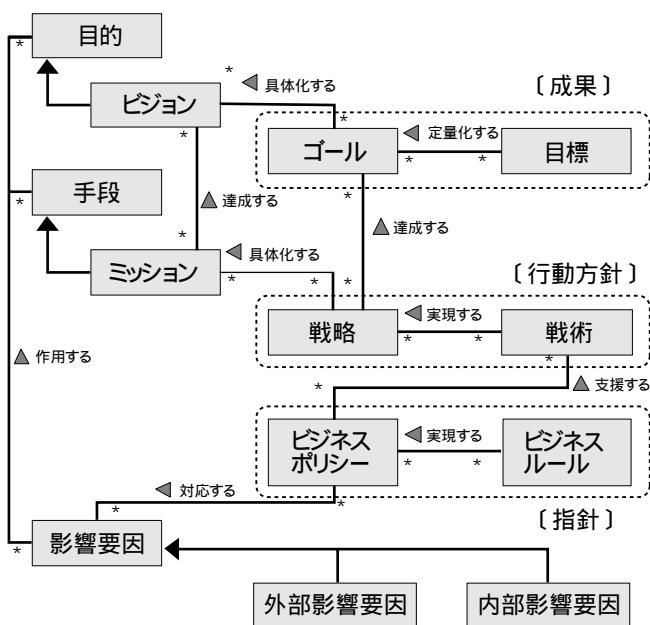 目的
*
*
◀ 具体化する
〔成果〕
ビジョン
*
*
◀ 定量化する
ゴール
目標
*
*
*
手段
*
▲ 達成する
▲ 達成する
*
◀ 具体化する
ミッション
*
*
*
〔行動方針〕
◀ 実現する
戦略
戦術
*
*
*
▲ 作用する
*
▲ 支援する
ビジネス
ポリシー
◀ 実現する
ビジネス
ルール
*
*
◀ 対応する
*
*
〔指針〕
*
影響要因
外部影響要因
内部影響要因